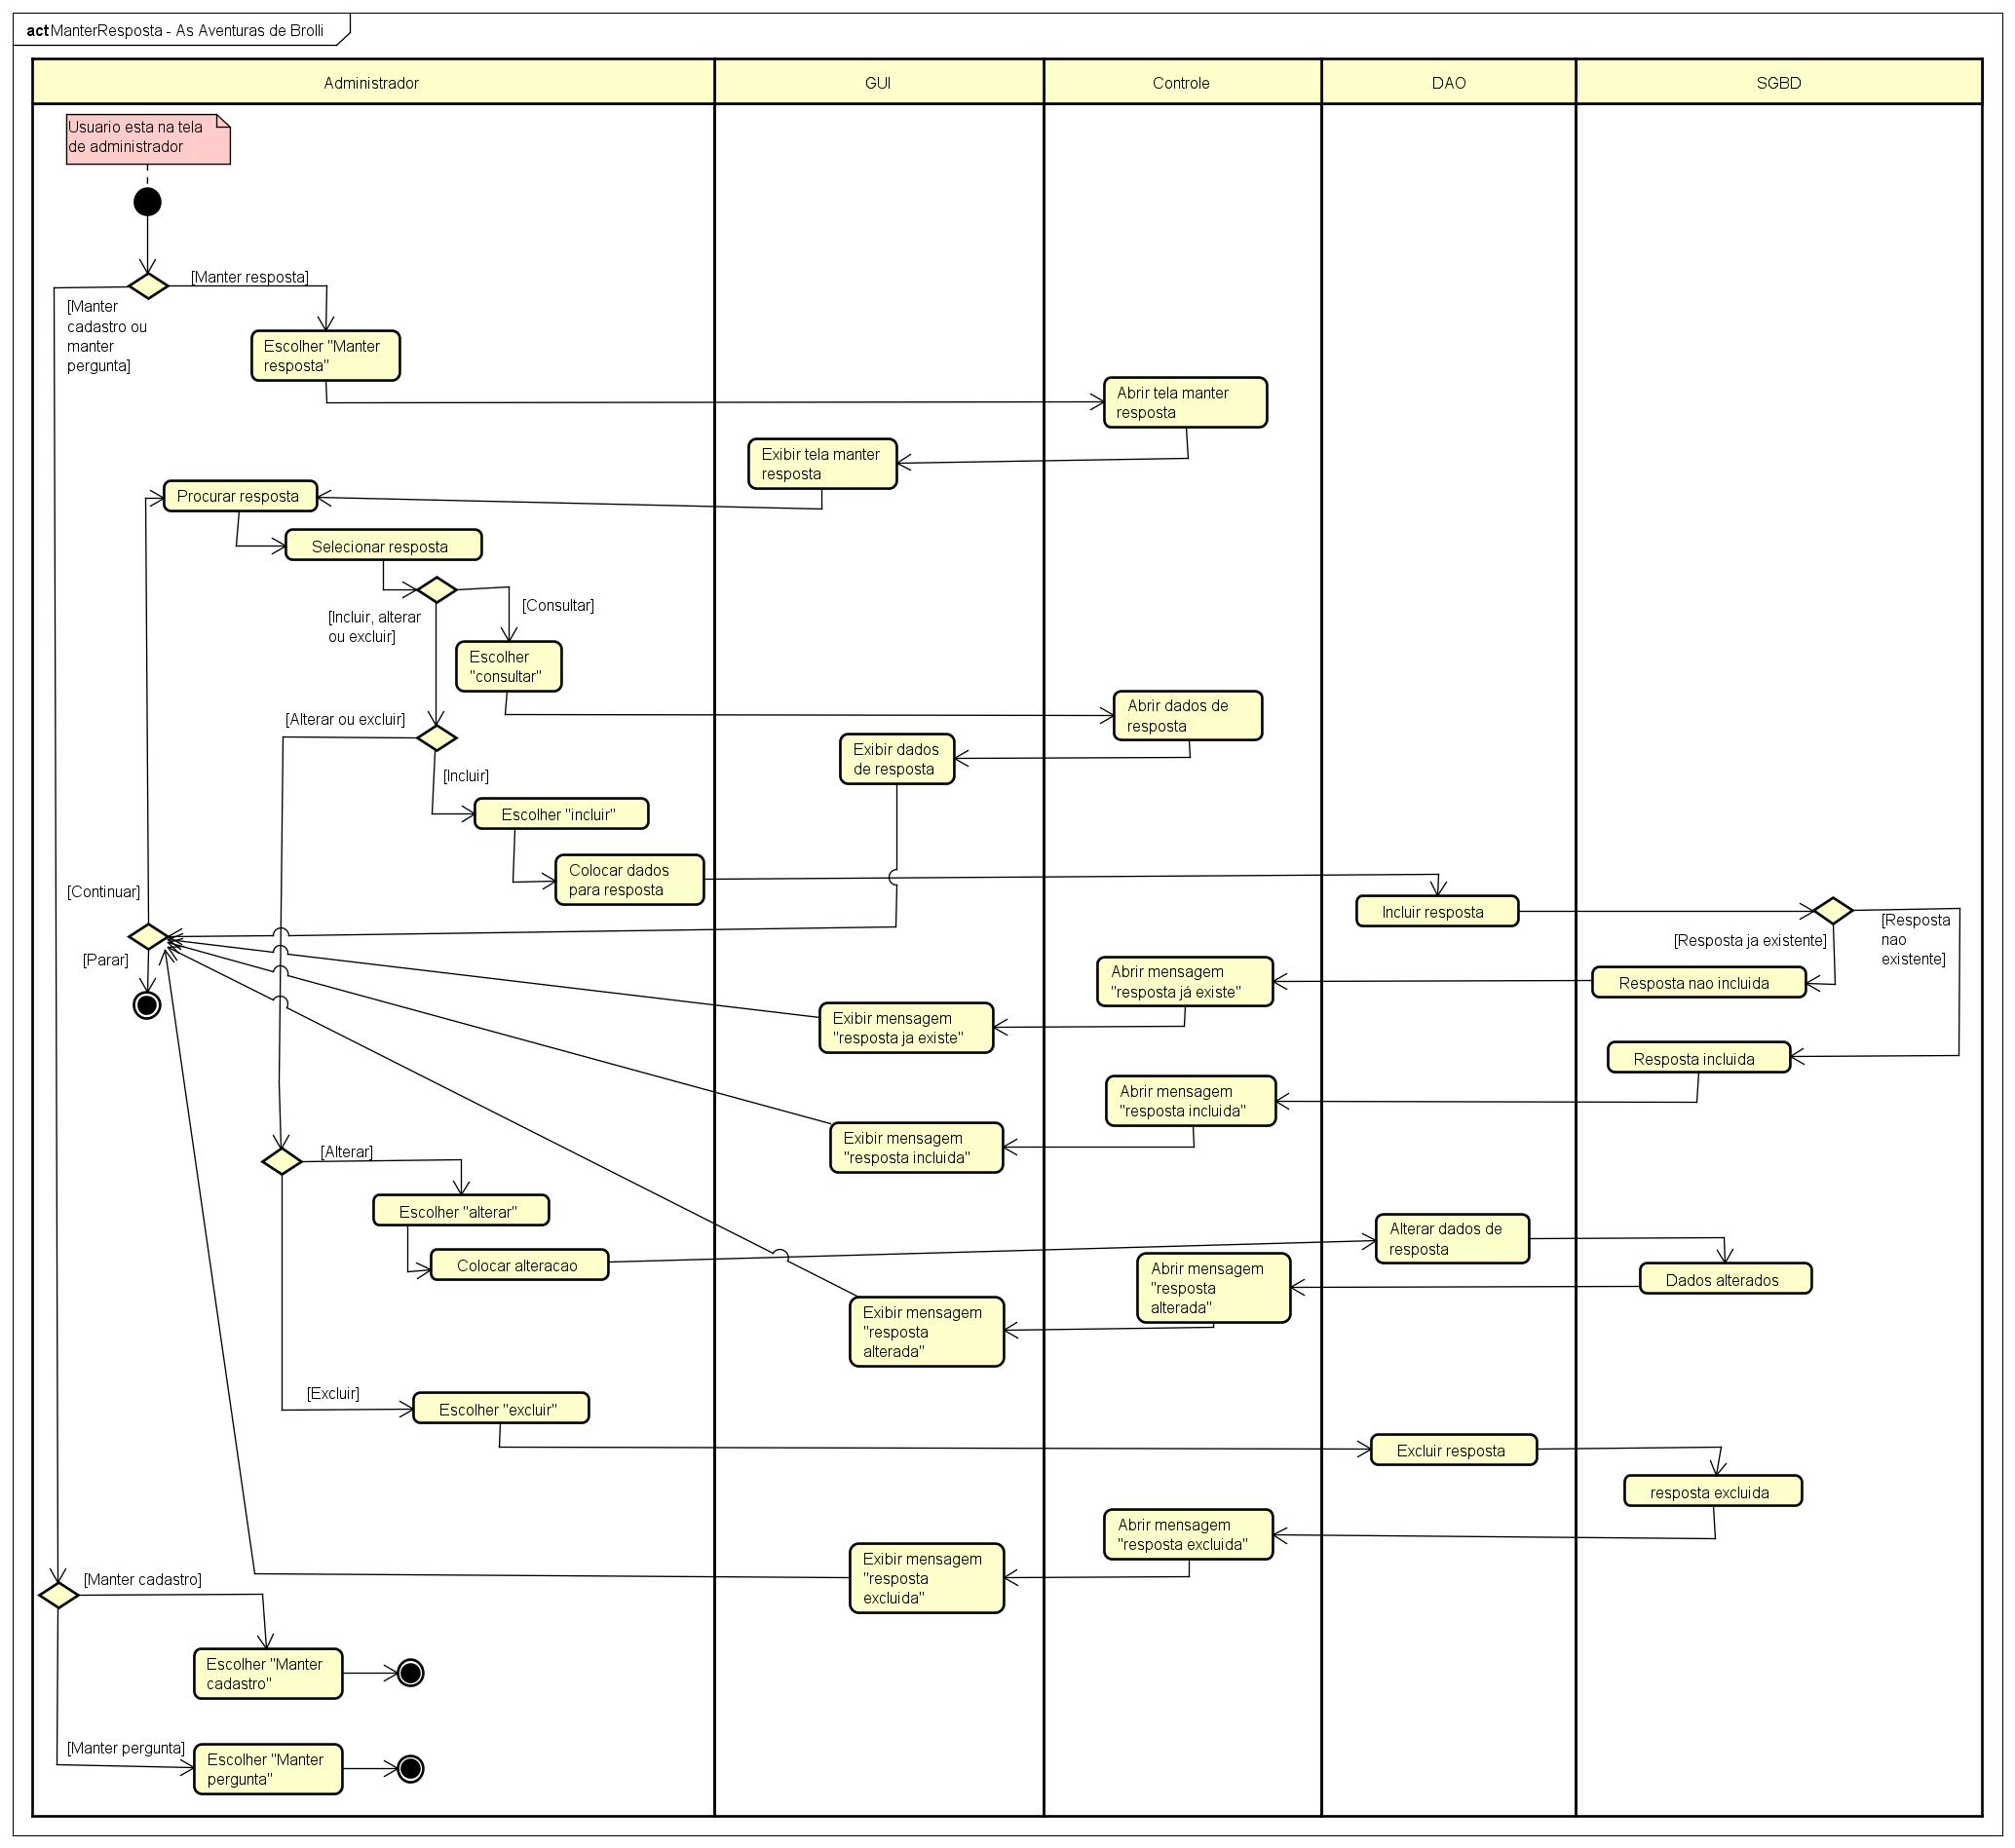 act ManterResposta - As Aventuras de Brolli
Administrador
GUI
Controle
DAO
SGBD
Usuario esta na tela
de administrador
[Manter resposta]
[Manter
cadastro ou
manter
pergunta]
Escolher "Manter
resposta"
Abrir tela manter
resposta
Exibir tela manter
resposta
Procurar resposta
Selecionar resposta
[Consultar]
[Incluir, alterar
ou excluir]
Escolher
"consultar"
Abrir dados de
resposta
[Alterar ou excluir]
Exibir dados
de resposta
[Incluir]
Escolher "incluir"
Colocar dados
para resposta
[Continuar]
Incluir resposta
[Resposta
nao
existente]
[Resposta ja existente]
[Parar]
Abrir mensagem
"resposta já existe"
Resposta nao incluida
Exibir mensagem
"resposta ja existe"
Resposta incluida
Abrir mensagem
"resposta incluida"
Exibir mensagem
"resposta incluida"
[Alterar]
Escolher "alterar"
Alterar dados de
resposta
Colocar alteracao
Abrir mensagem
"resposta
alterada"
Dados alterados
Exibir mensagem
"resposta
alterada"
[Excluir]
Escolher "excluir"
Excluir resposta
resposta excluida
Abrir mensagem
"resposta excluida"
Exibir mensagem
"resposta
excluida"
[Manter cadastro]
Escolher "Manter
cadastro"
[Manter pergunta]
Escolher "Manter
pergunta"